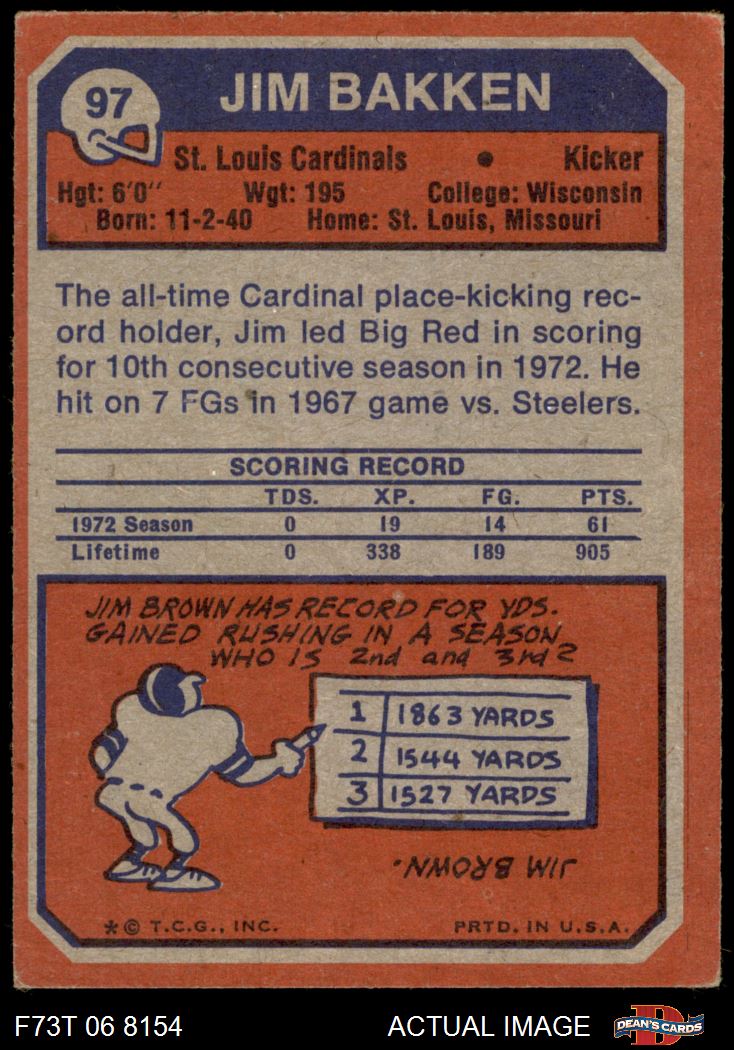 97
JIM BAKKEN
St. Louis Cardinals • Kicker
Hgt: 6'0" Wgt: 195 College: Wisconsin
Born: 11-2-40 Home: St. Louis, Missouri
The all-time Cardinal place-kicking rec-
ord holder, Jim led Big Red in scoring
for 10th consecutive season in 1972. He
hit on 7 FGs in 1967 game vs. Steelers.
SCORING RECORD
TDS. XP. FG. PTS.
1972 Season 0 19 14 61
Lifetime 0 338 189 905
JIM BROWN HAS RECORD FOR YDS.
GAINED RUSHING IN A SEASON
WHO IS 2nd and 3rd?
1 1863 YARDS
2 1544 YARDS
3 1527 YARDS
JIM BROWN.
*© T.C.G., INC. PRTD. IN U.S.A.
F73T 06 8154 ACTUAL IMAGE D DEAN'S CARDS